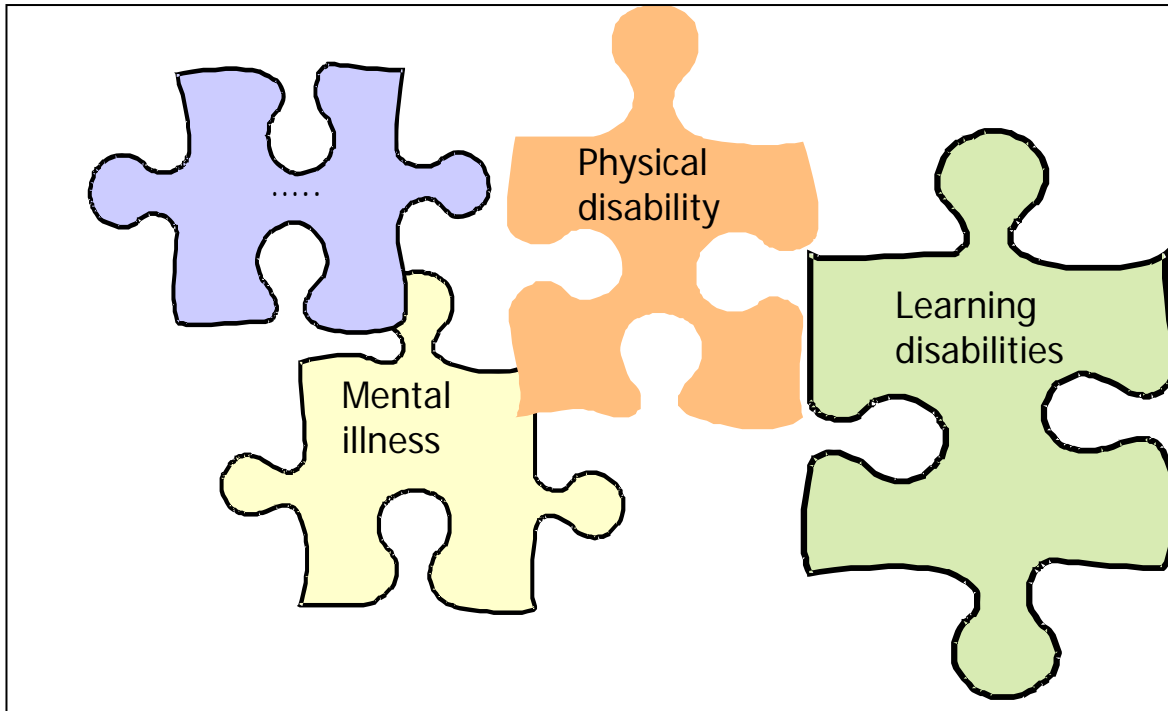 .....
Physical
disability
Learning
disabilities
Mental
illness